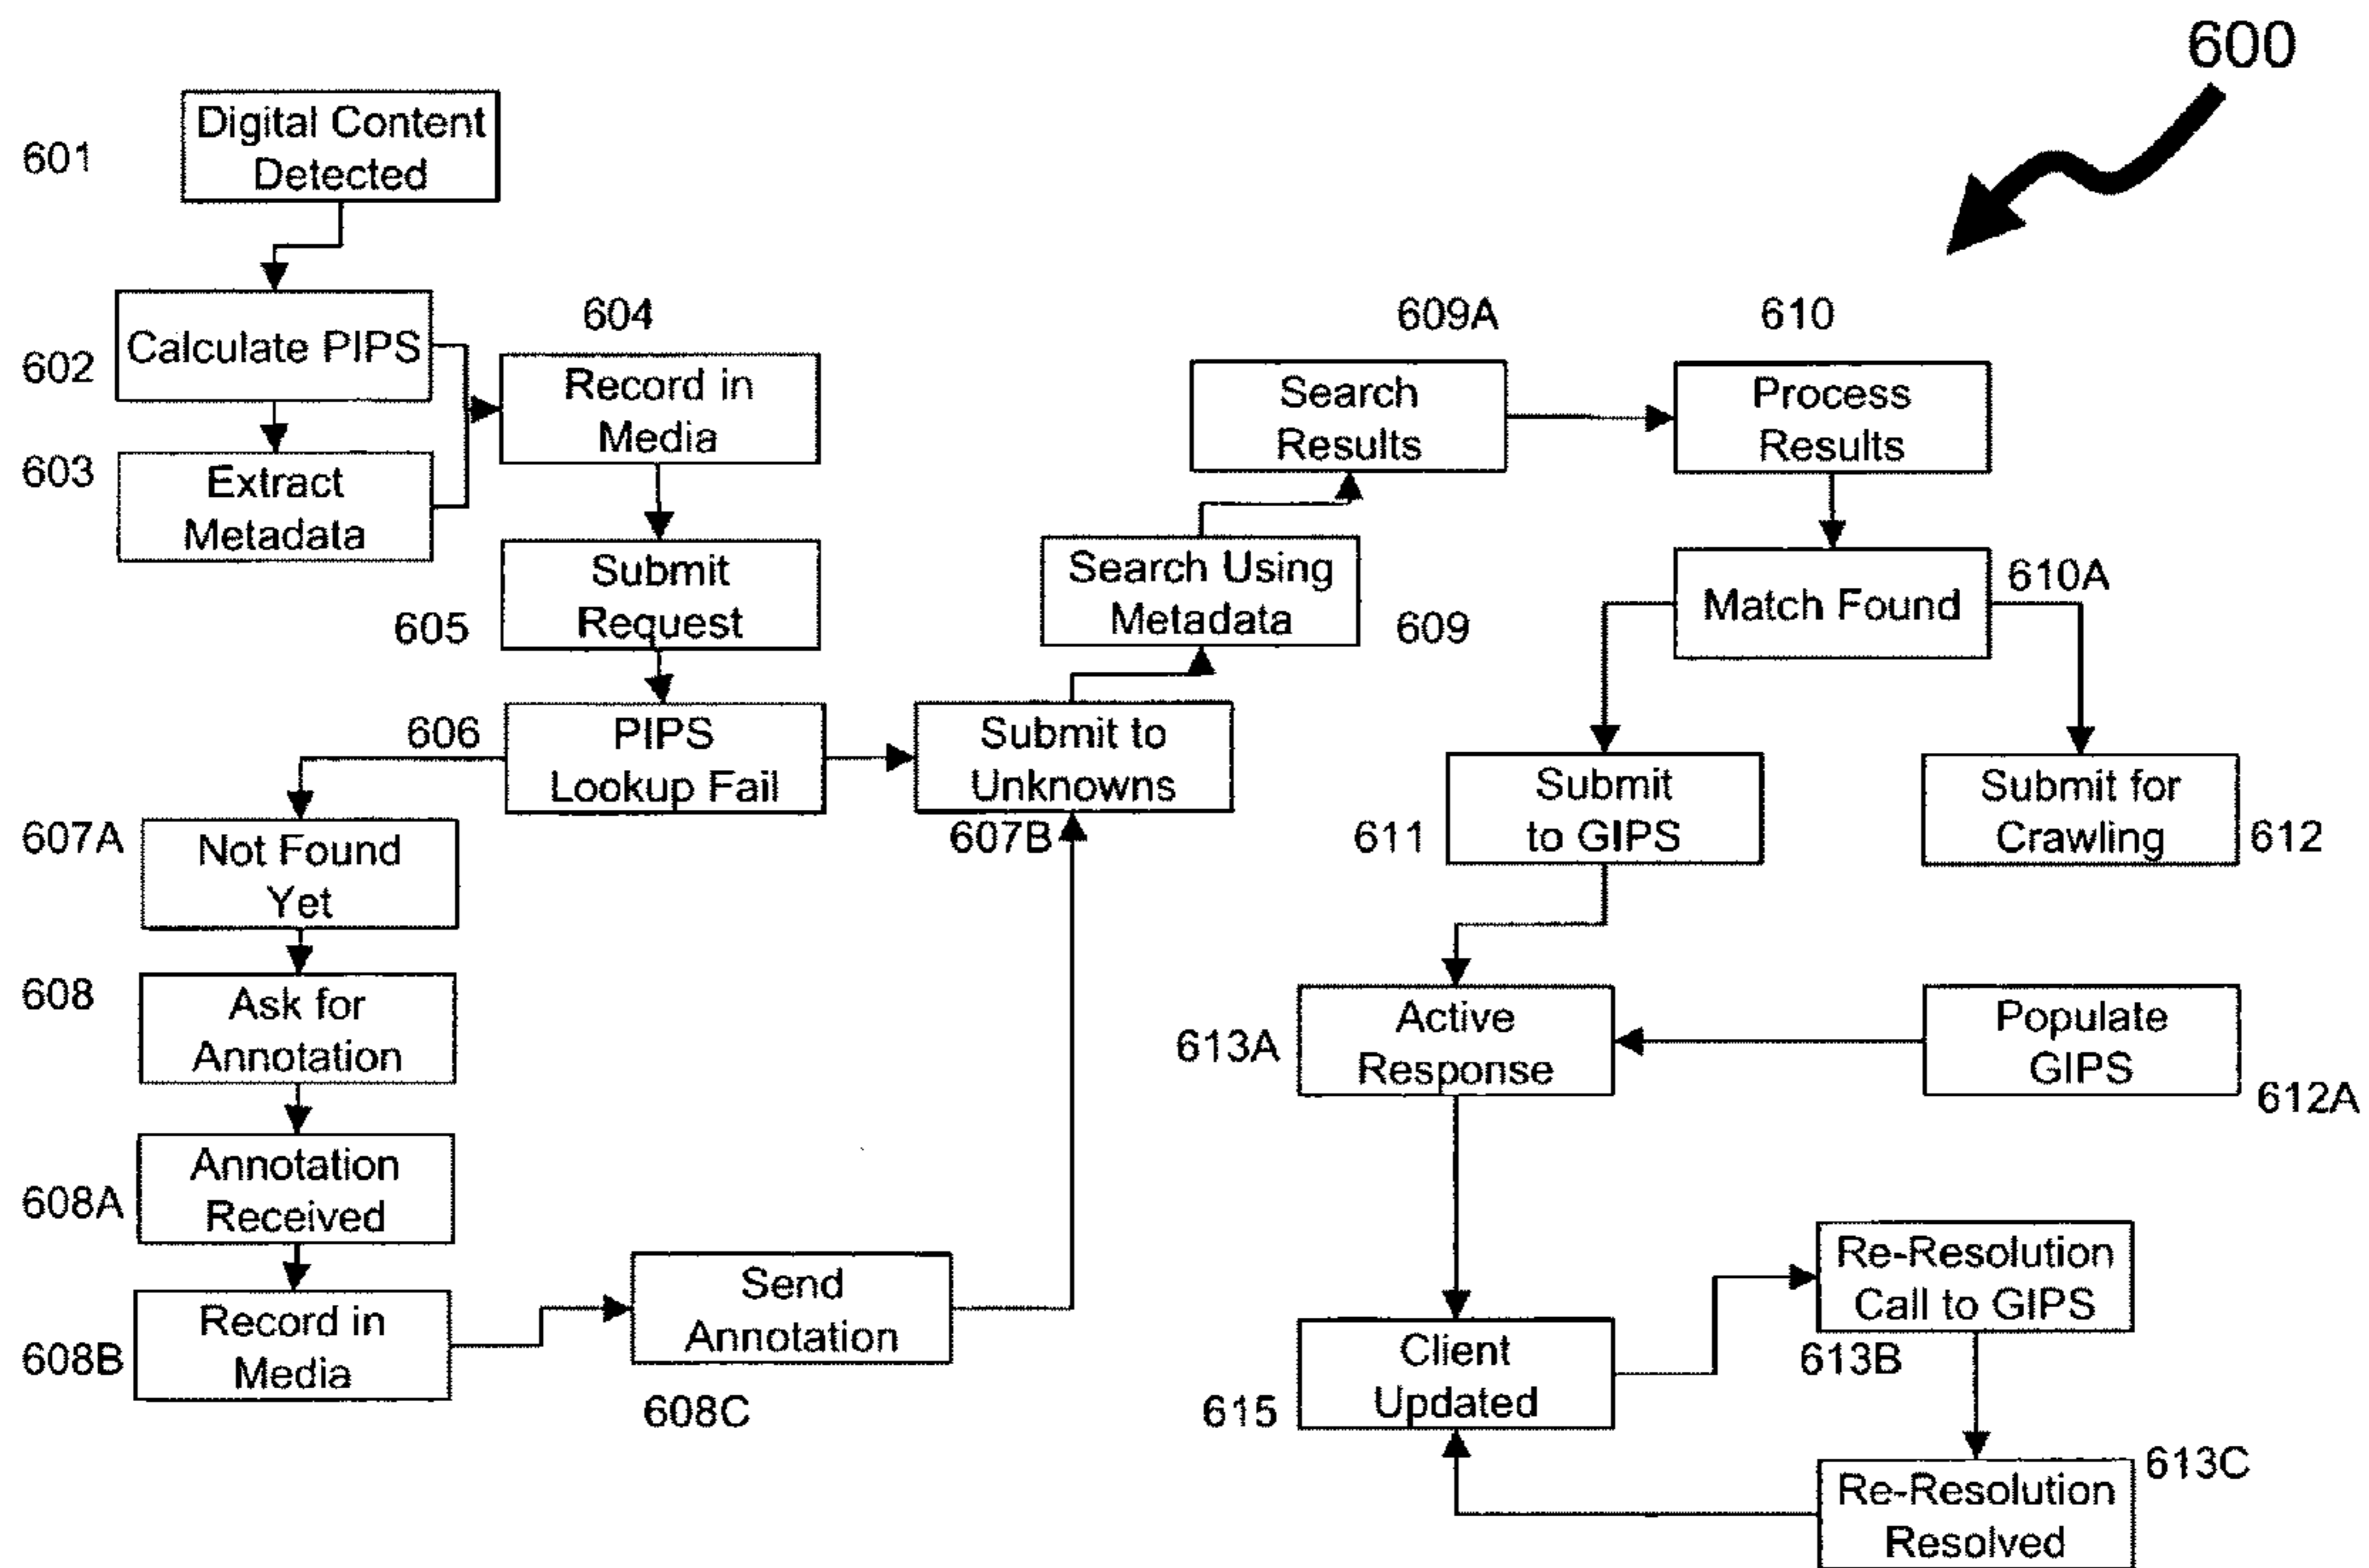 600
601
Digital Content
Detected
602
Calculate PIPS
603
Extract
Metadata
604
Record in
Media
605
Submit
Request
606
PIPS
Lookup Fail
607A
Not Found
Yet
608
Ask for
Annotation
608A
Annotation
Received
608B
Record in
Media
Send
Annotation
608C
Submit to
Unknowns
607B
Search Using
Metadata
609
609A
Search
Results
610
Process
Results
Match Found
610A
611
Submit
to GIPS
Submit for
Crawling
612
613A
Active
Response
Populate
GIPS
612A
615
Client
Updated
Re-Resolution
Call to GIPS
613B
613C
Re-Resolution
Resolved